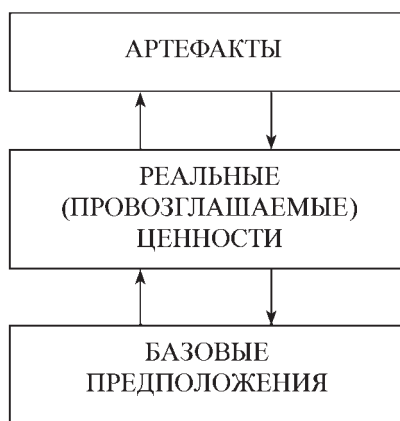 АРТЕФАКТЫ
РЕАЛЬНЫЕ
(ПРОВОЗГЛАШАЕМЫЕ)
ЦЕННОСТИ
БАЗОВЫЕ
ПРЕДПОЛОЖЕНИЯ